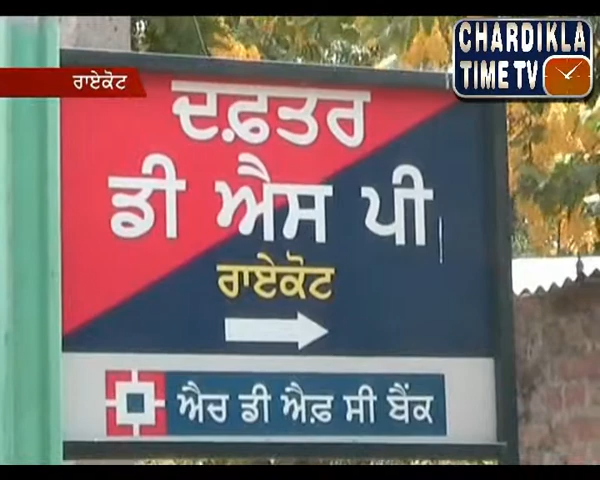 CHARDIKLA
TIME TV
ਰਾਏਕੋਟ
ਦਫ਼ਤਰ
ਡੀ ਐਸ ਪੀ
ਰਾਏਕੋਟ
ਐਚ ਡੀ ਐਫ਼ ਸੀ ਬੈਂਕ